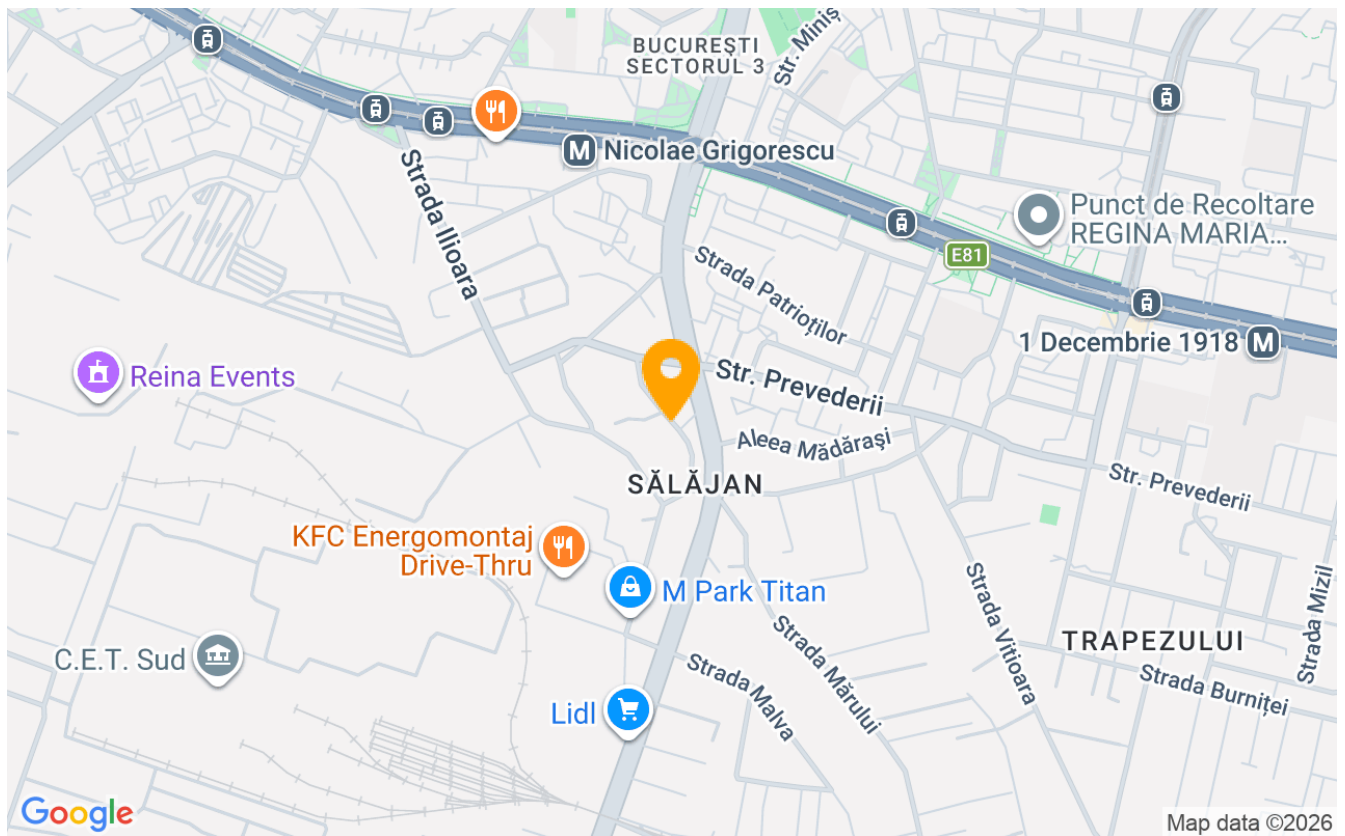 BUCUREȘTI
SECTORUL 3
Str. Miniș
M Nicolae Grigorescu
Strada Ilioara
Punct de Recoltare
REGINA MARIA...
E81
Strada Patrioților
1 Decembrie 1918 M
Reina Events
Str. Prevederii
Aleea Mădărași
SĂLĂJAN
Str. Prevederii
KFC Energomontaj
Drive-Thru
M Park Titan
Strada Vitioara
Strada Mizil
TRAPEZULUI
C.E.T. Sud
Strada Mărului
Strada Malva
Strada Burniței
Lidl
Google
Map data ©2026